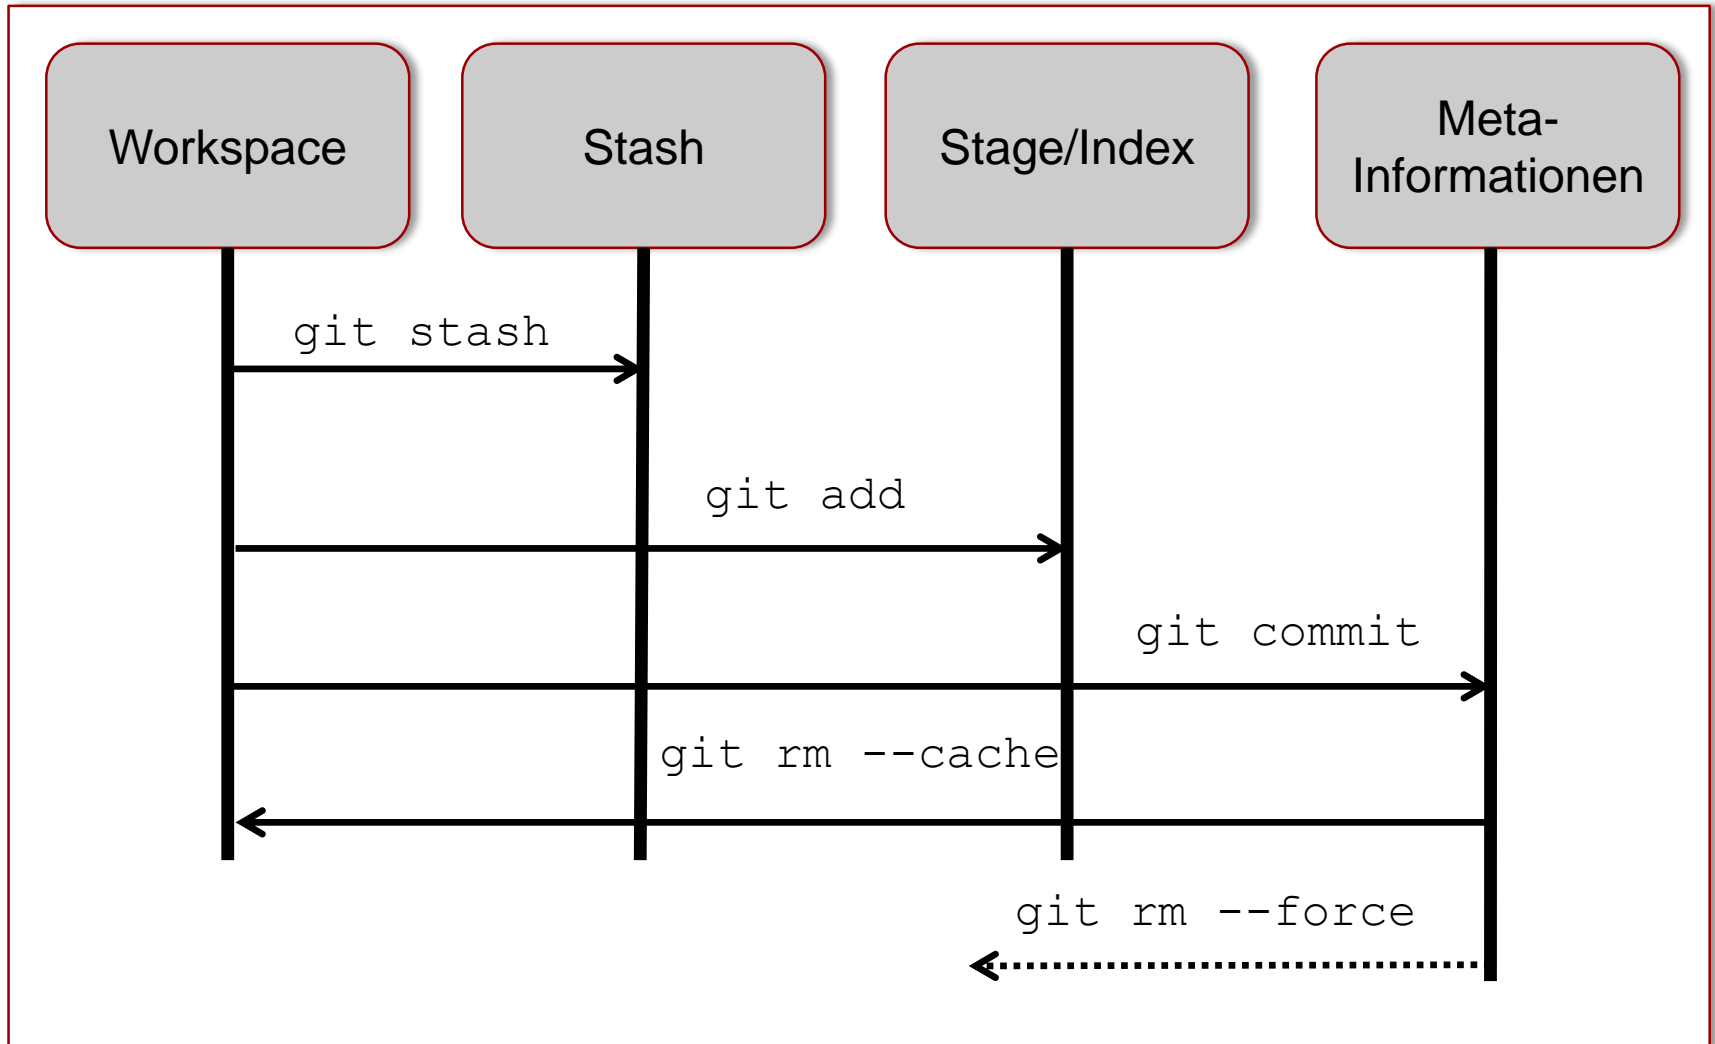 Workspace
Stash
Stage/Index
Meta-
Informationen
git stash
git add
git commit
git rm --cache
git rm --force